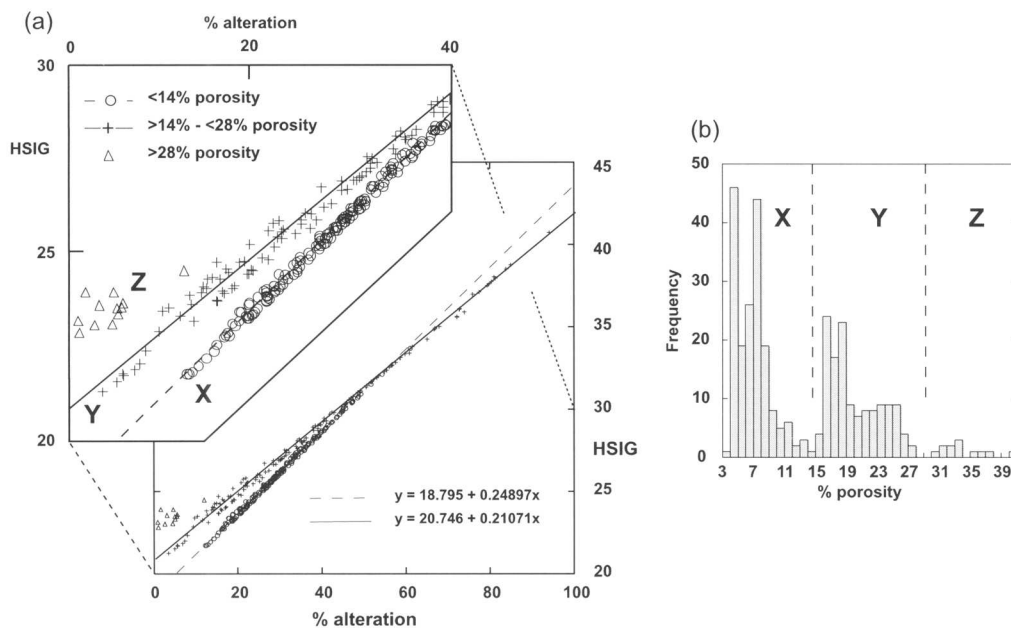 (a)
% alteration
0 20 40
30
25
20
HSIG
<14% porosity
>14% - <28% porosity
>28% porosity
Z
Y
X
45
40
35
30
HSIG
25
20
y = 18.795 + 0.24897x
y = 20.746 + 0.21071x
0 20 40 60 80 100
% alteration
(b)
50
40
30
20
10
0
Frequency
X Y Z
3 7 11 15 19 23 27 31 35 39
% porosity